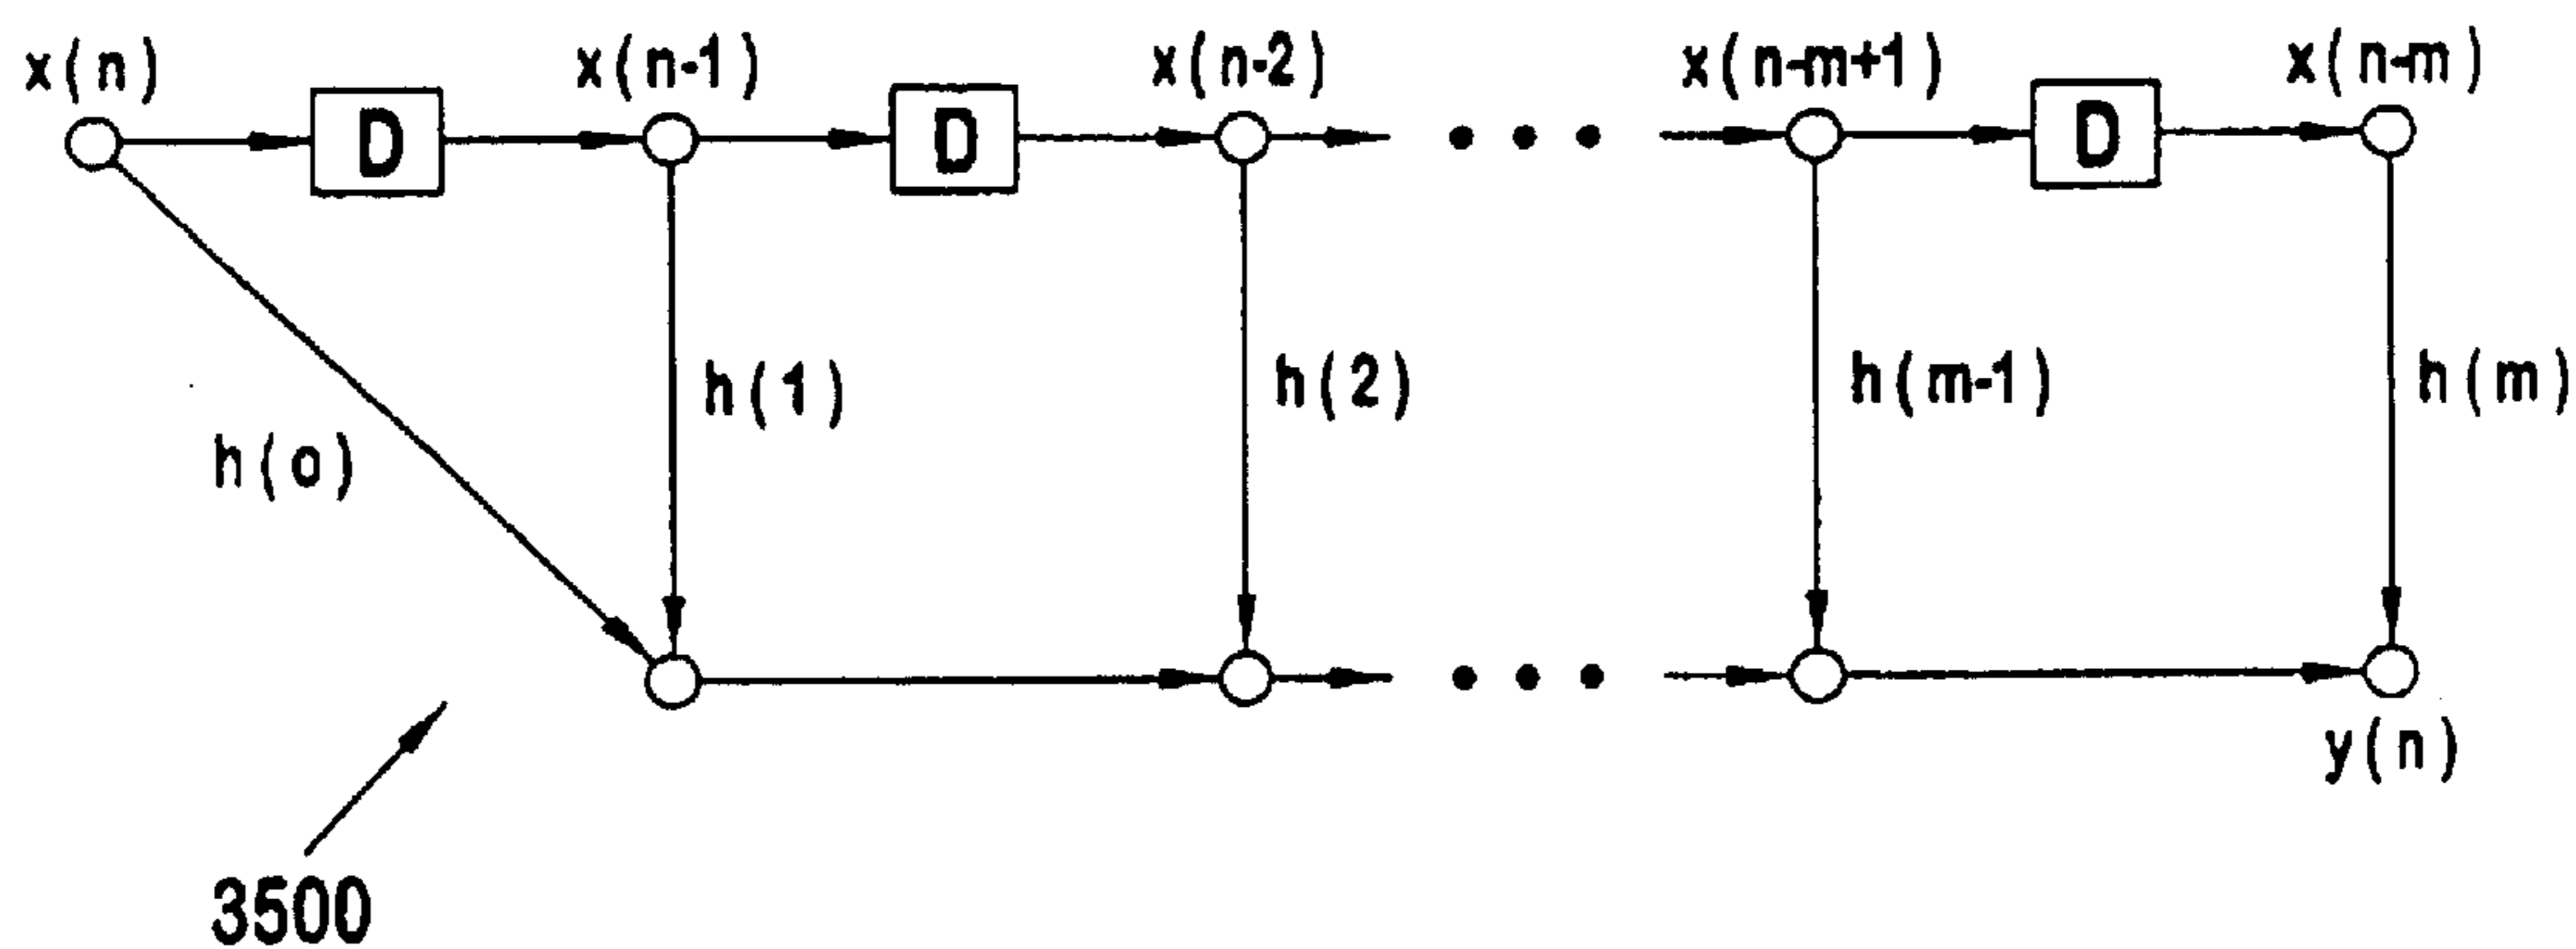 x(n) x(n-1) x(n-2) x(n-m+1) x(n-m)
D D D
h(o) h(1) h(2) h(m-1) h(m)
y(n)
3500